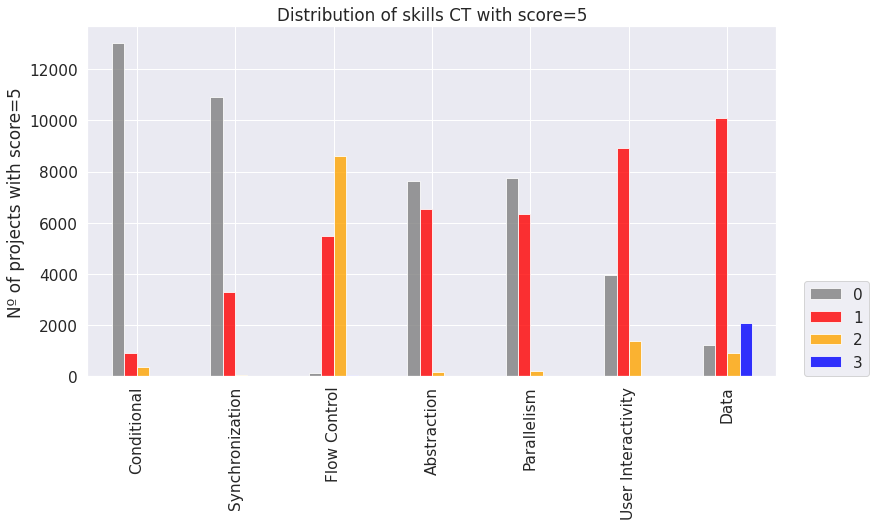 Distribution of skills CT with score=5
Nº of projects with score=5
12000
10000
8000
6000
4000
2000
0
Conditional
Synchronization
Flow Control
Abstraction
Parallelism
User Interactivity
Data
0
1
2
3